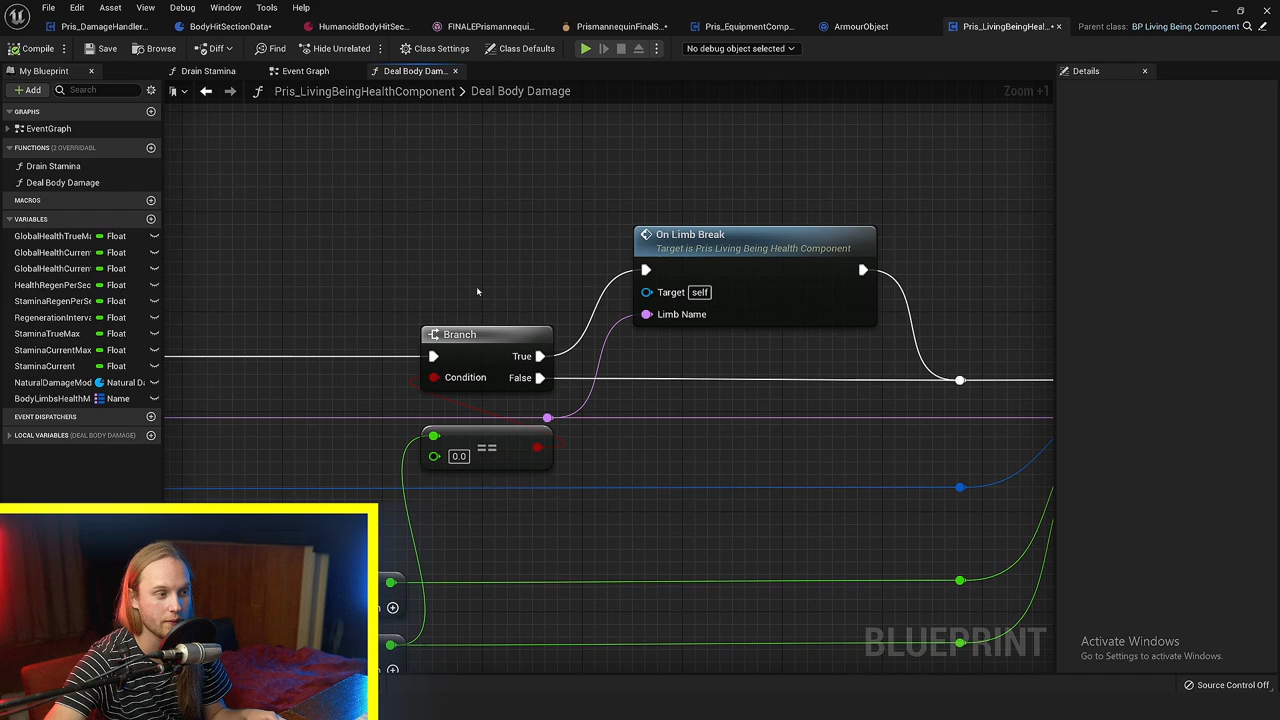 File Edit Asset View Debug Window Tools Help
Pris_DamageHandler... BodyHitSectionData* HumanoidBodyHitSec... FINALEPrismannequi... PrismannequinFinalS... Pris_EquipmentComp... ArmourObject Pris_LivingBeingHeal...* Parent class: BP Living Being Component
Compile Save Browse Diff Find Hide Unrelated Class Settings Class Defaults No debug object selected
My Blueprint Drain Stamina Event Graph Deal Body Dam... Details
Add Search Pris_LivingBeingHealthComponent > Deal Body Damage Zoom +1
GRAPHS
EventGraph
FUNCTIONS (2 OVERRIDABL
Drain Stamina
Deal Body Damage
MACROS
VARIABLES
GlobalHealthTrueMa Float
GlobalHealthCurren Float
GlobalHealthCurren Float
HealthRegenPerSec Float
StaminaRegenPerSe Float
RegenerationInterva Float
StaminaTrueMax Float
StaminaCurrentMax Float
StaminaCurrent Float
NaturalDamageMod Natural Da
BodyLimbsHealthM Name
EVENT DISPATCHERS
LOCAL VARIABLES (DEAL BODY DAMAGE)
On Limb Break
Target is Pris Living Being Health Component
Target self
Limb Name
Branch
True
Condition False
==
0.0
BLUEPRINT
Activate Windows
Go to Settings to activate Windows.
Source Control Off